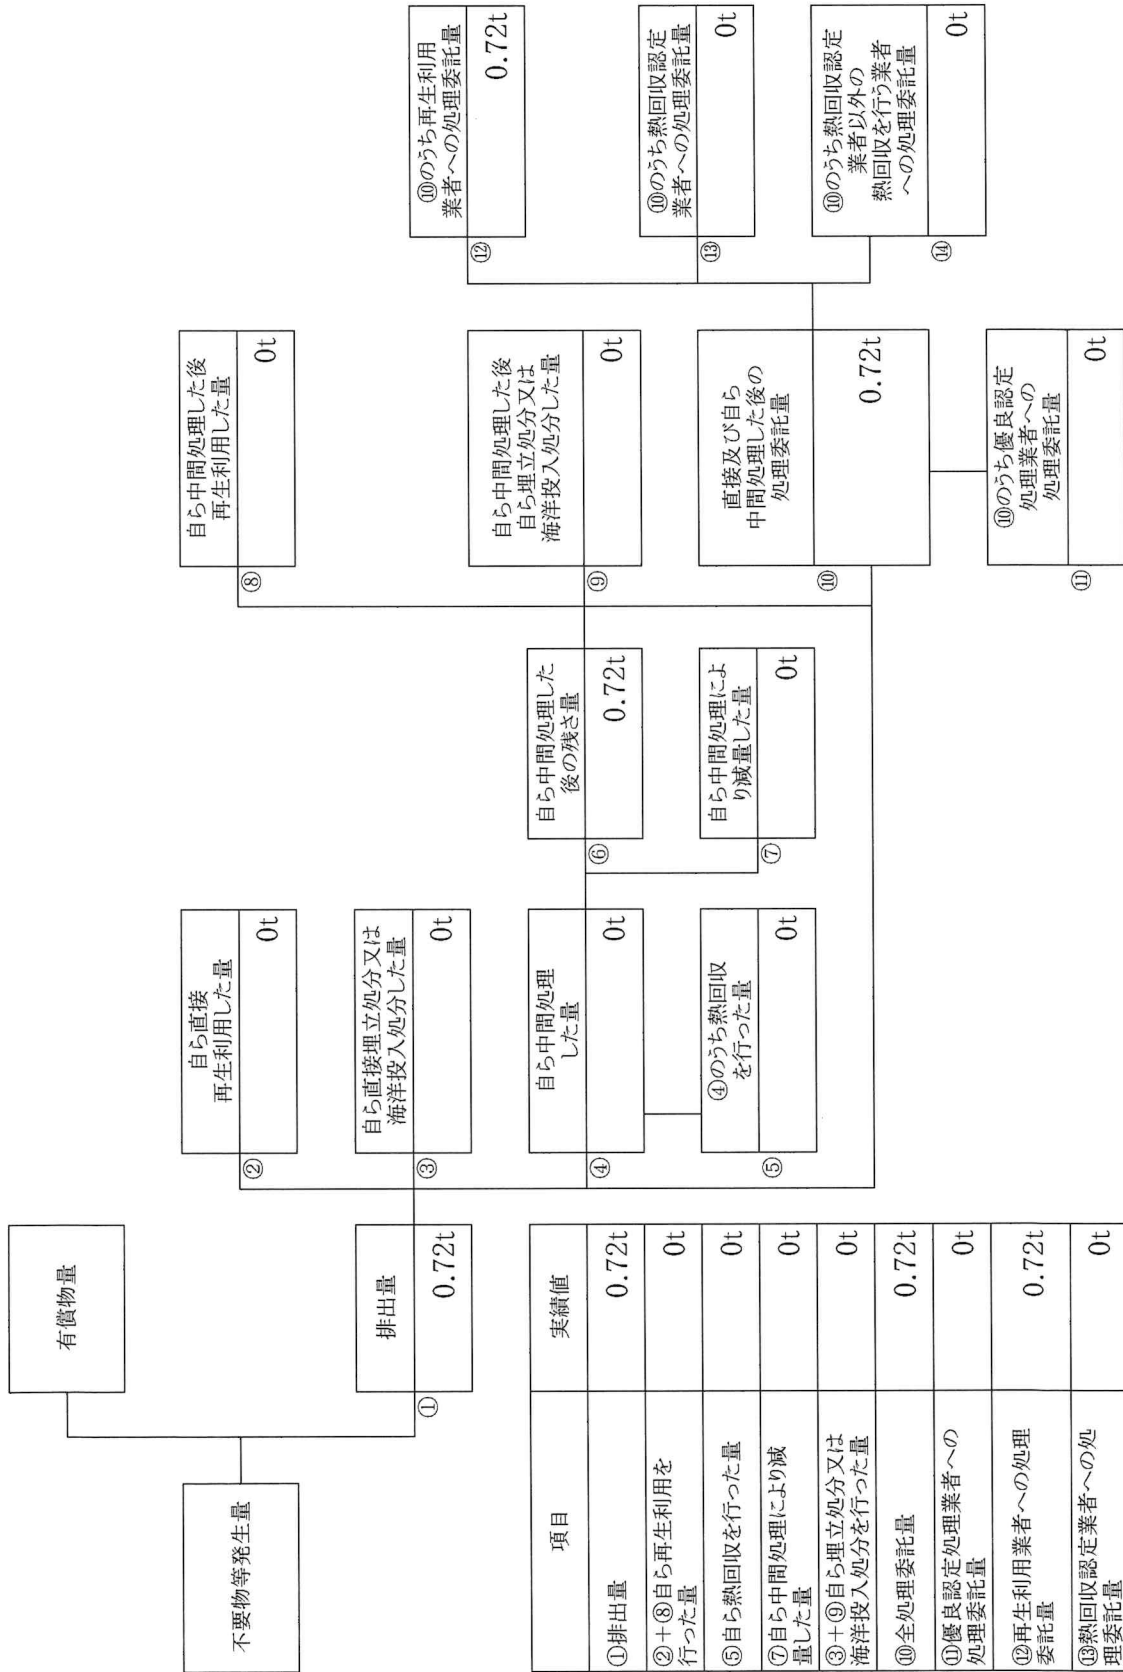 不要物等発生量
有償物量
排出量
①
0.72t
自ら直接
再生利用した量
②
0t
自ら直接埋立処分又は
海洋投入処分した量
③
0t
自ら中間処理
した量
④
0t
④のうち熱回収
を行った量
⑤
0t
自ら中間処理した
後の残さ量
⑥
0.72t
自ら中間処理によ
り減量した量
⑦
0t
自ら中間処理した後
再生利用した量
⑧
0t
自ら中間処理した後
自ら埋立処分又は
海洋投入処分した量
⑨
0t
直接及び自ら
中間処理した後の
処理委託量
⑩
0.72t
⑩のうち優良認定
処理業者への
処理委託量
⑪
0t
⑩のうち再生利用
業者への処理委託量
⑫
0.72t
⑩のうち熱回収認定
業者への処理委託量
⑬
0t
⑩のうち熱回収認定
業者以外の
熱回収を行う業者
への処理委託量
⑭
0t
項目
実績値
①排出量
0.72t
②+⑧自ら再生利用を
行った量
0t
⑤自ら熱回収を行った量
0t
⑦自ら中間処理により減
量した量
0t
③+⑨自ら埋立処分又は
海洋投入処分を行った量
0t
⑩全処理委託量
0.72t
⑪優良認定処理業者への
処理委託量
0t
⑫再生利用業者への処理
委託量
0.72t
⑬熱回収認定業者への処
理委託量
0t